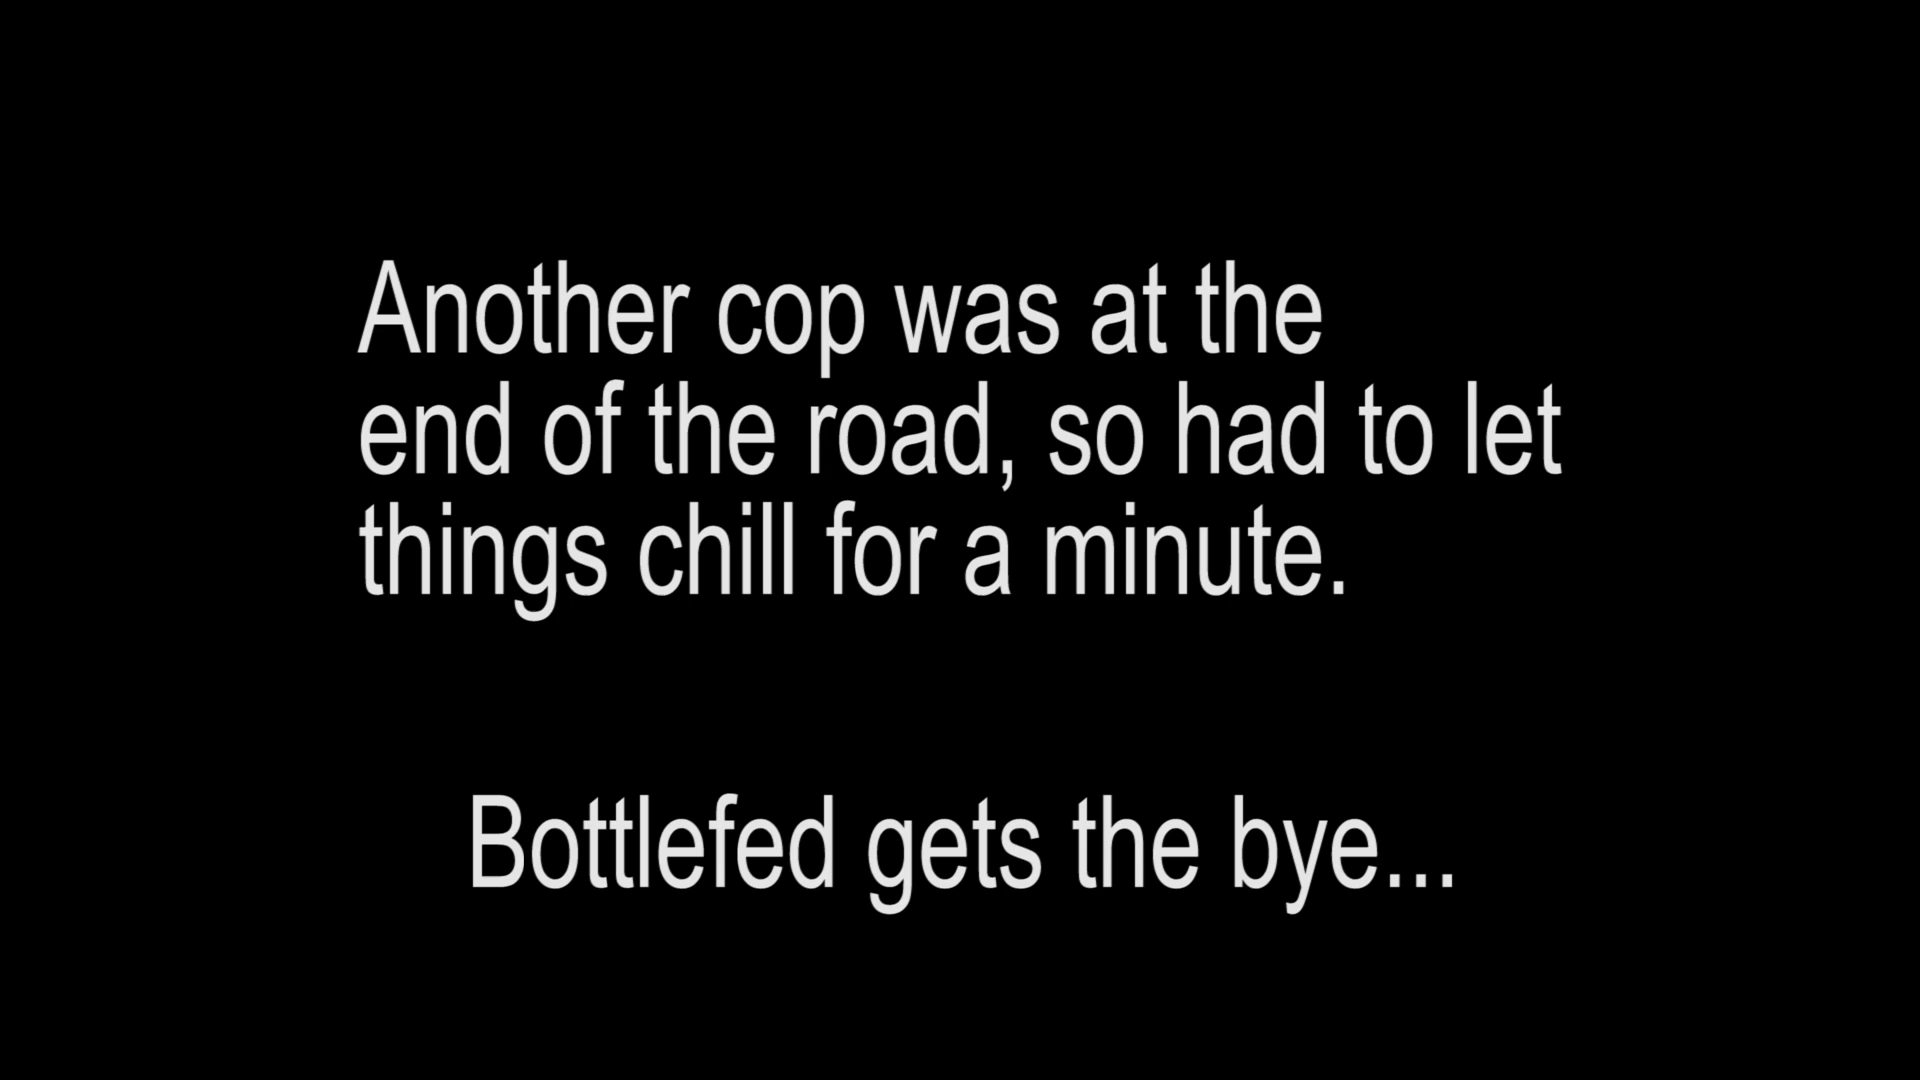 Another cop was at the
end of the road, so had to let
things chill for a minute.
Bottlefed gets the bye...